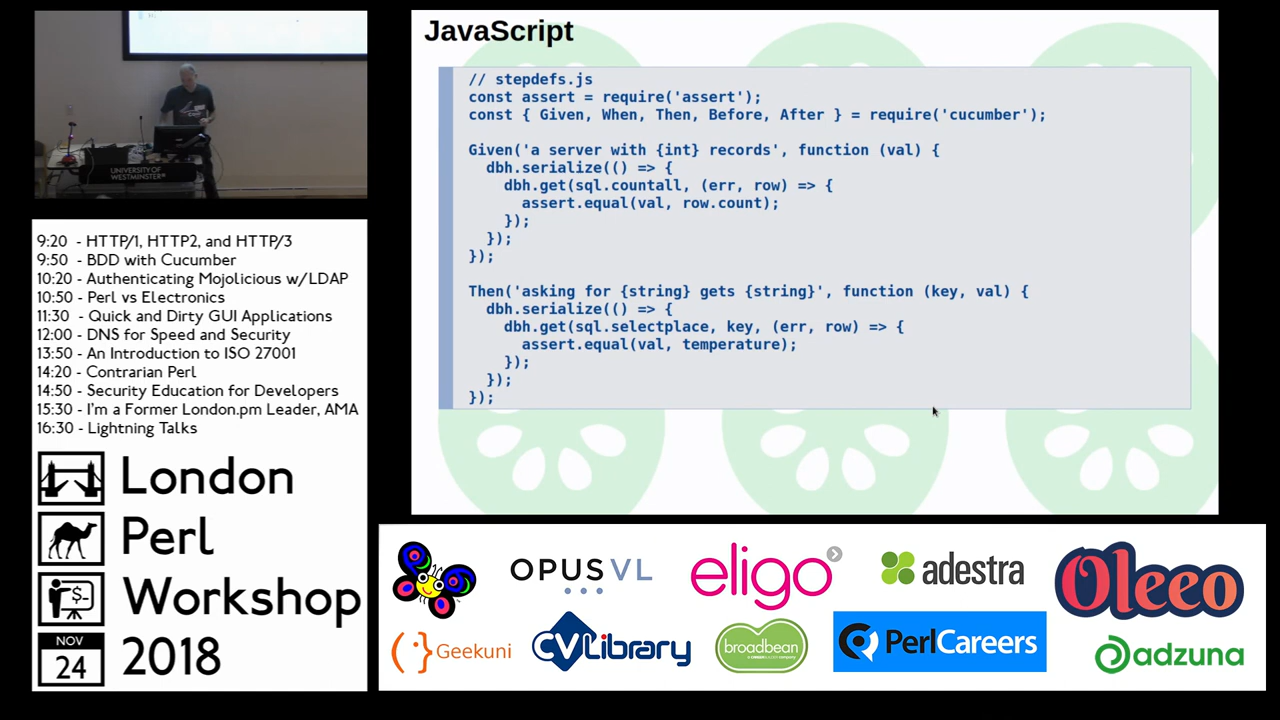 JavaScript
// stepdefs.js
const assert = require('assert');
const { Given, When, Then, Before, After } = require('cucumber');
Given('a server with {int} records', function (val) {
dbh.serialize(() => {
dbh.get(sql.countall, (err, row) => {
assert.equal(val, row.count);
});
});
});
Then('asking for {string} gets {string}', function (key, val) {
dbh.serialize(() => {
dbh.get(sql.selectplace, key, (err, row) => {
assert.equal(val, temperature);
});
});
});
UNIVERSITY OF
WESTMINSTER
9:20 - HTTP/1, HTTP2, and HTTP/3
9:50 - BDD with Cucumber
10:20 - Authenticating Mojolicious w/LDAP
10:50 - Perl vs Electronics
11:30 - Quick and Dirty GUI Applications
12:00 - DNS for Speed and Security
13:50 - An Introduction to ISO 27001
14:20 - Contrarian Perl
14:50 - Security Education for Developers
15:30 - I'm a Former London.pm Leader, AMA
16:30 - Lightning Talks
London
Perl
$-
Workshop
NOV
24
2018
OPUSVL
eligo
adestra
Oleeo
{:} Geekuni
CVLibrary
broadbean
PerlCareers
adzuna